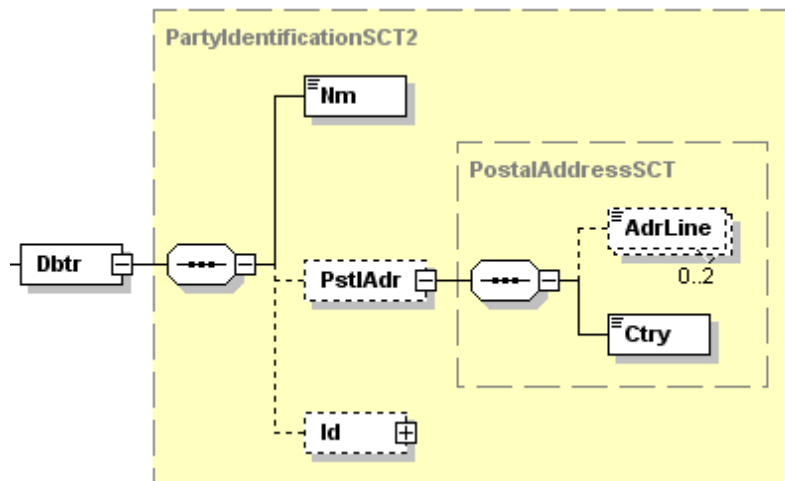 PartyIdentificationSCT2
Nm
PostalAddressSCT
AdrLine
Dbtr
PstlAdr
0..2
Ctry
Id